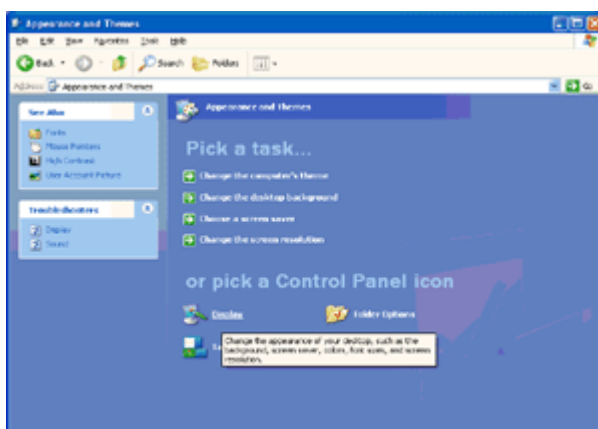 Appearance and Themes
File Edit View Favorites Tools Help
Back Search Folders
Address Appearance and Themes Go
See Also
Fonts
Mouse Pointers
High Contrast
User Account Picture
Troubleshooters
Display
Sound
Appearance and Themes
Pick a task...
Change the computer's theme
Change the desktop background
Choose a screen saver
Change the screen resolution
or pick a Control Panel icon
Display Folder Options
Change the appearance of your desktop, such as the
background, screen saver, colors, font sizes, and screen
resolution.